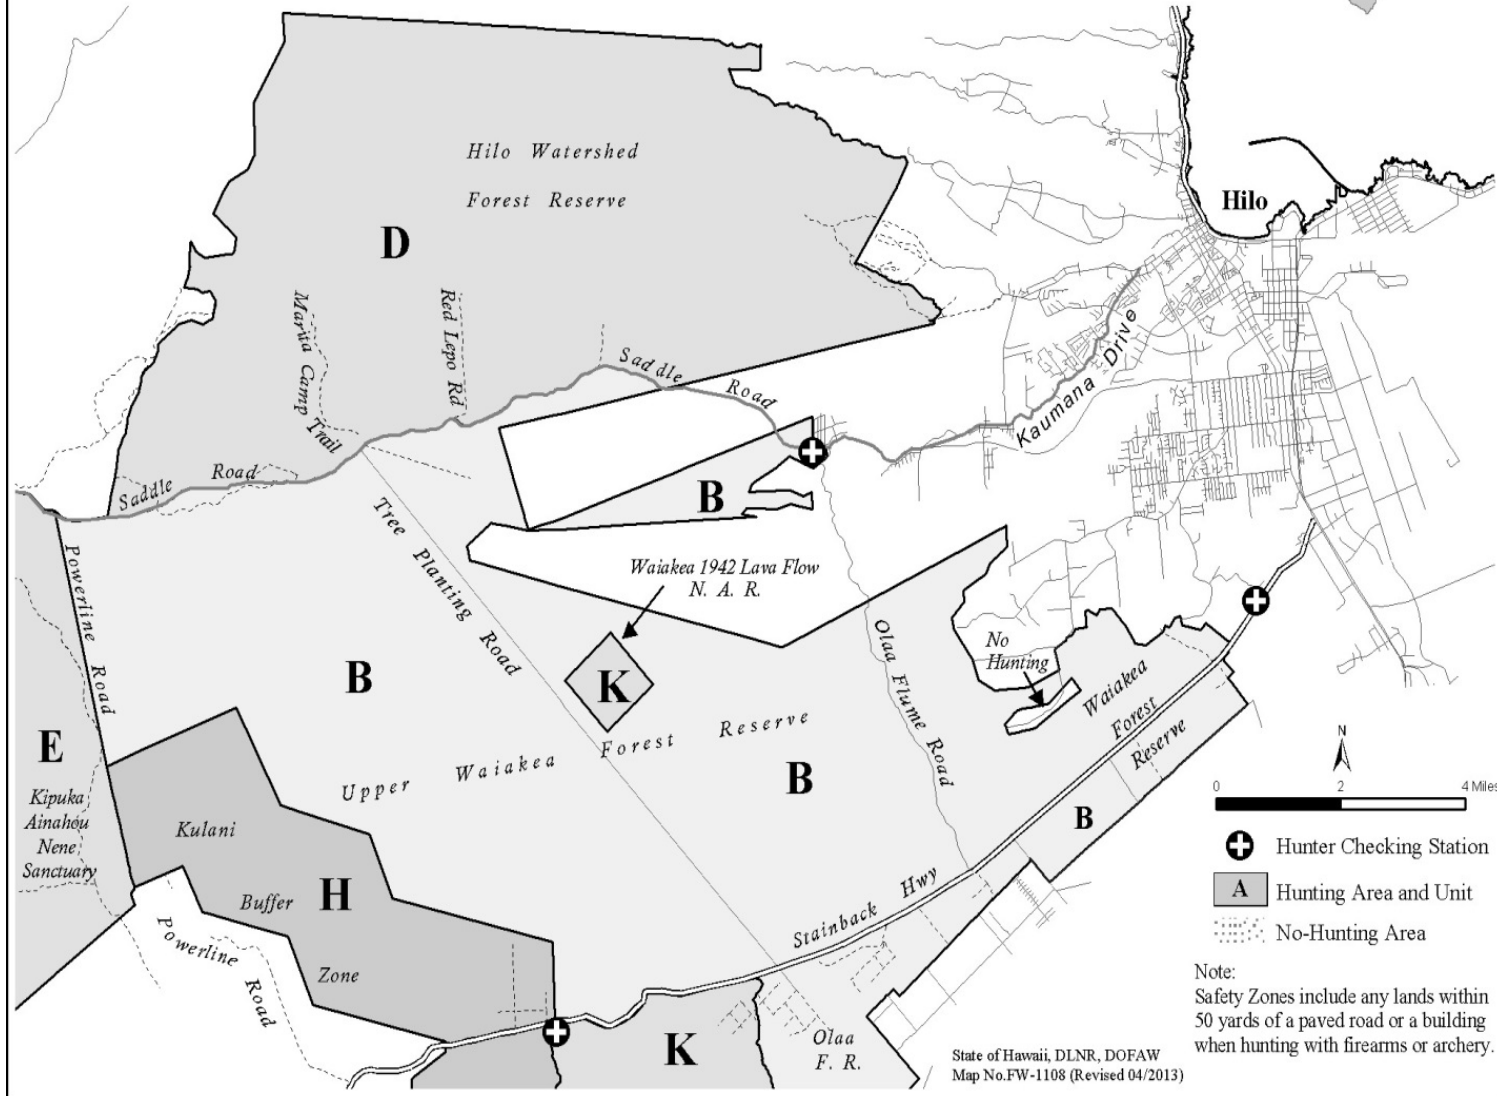 Hilo Watershed
Forest Reserve
Hilo
D
Marita Camp Trail
Red Lepo Rd
Saddle Road
Kaumana Drive
Saddle Road
B
Tree Planting Road
Powerline Road
Waiakea 1942 Lava Flow
N. A. R.
Olaa Flume Road
No
Hunting
Waiakea
Forest
Reserve
B
K
E
Kipuka
Ainahou
Nene
Sanctuary
Upper Waiakea Forest Reserve
B
B
N
0 2 4 Miles
Kulani
H
Buffer
Zone
Powerline Road
Stainback Hwy
K
Olaa
F. R.
Hunter Checking Station
A Hunting Area and Unit
No-Hunting Area
Note:
Safety Zones include any lands within
50 yards of a paved road or a building
when hunting with firearms or archery.
State of Hawaii, DLNR, DOFAW
Map No.FW-1108 (Revised 04/2013)